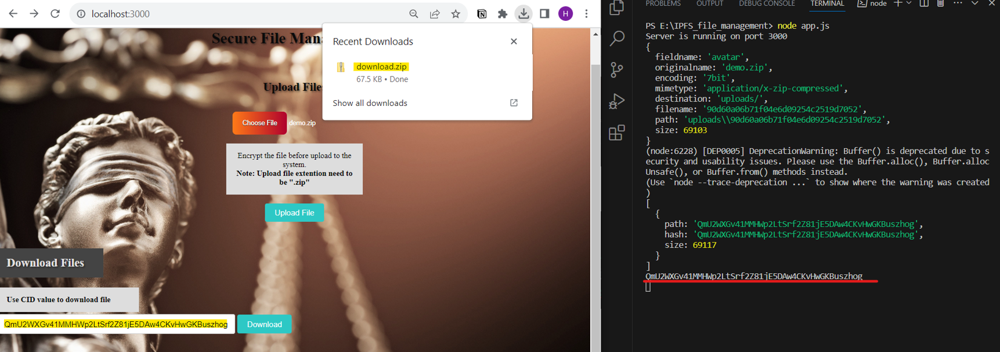 localhost:3000
H
Secure File Man
Recent Downloads
download.zip
67.5 KB • Done
Show all downloads
Upload File
Choose File demo.zip
Encrypt the file before upload to the
system.
Note: Upload file extention need to
be ".zip"
Upload File
Download Files
Use CID value to download file
QmU2WXGv41MMHWp2LtSrf2Z81jE5DAw4CKvHwGKBuszhog Download
PROBLEMS OUTPUT DEBUG CONSOLE TERMINAL node
PS E:\IPFS_file_management> node app.js
Server is running on port 3000
{
fieldname: 'avatar',
originalname: 'demo.zip',
encoding: '7bit',
mimetype: 'application/x-zip-compressed',
destination: 'uploads/',
filename: '90d60a06b71f04e6d09254c2519d7052',
path: 'uploads\\90d60a06b71f04e6d09254c2519d7052',
size: 69103
}
(node:6228) [DEP0005] DeprecationWarning: Buffer() is deprecated due to s
ecurity and usability issues. Please use the Buffer.alloc(), Buffer.alloc
Unsafe(), or Buffer.from() methods instead.
(Use `node --trace-deprecation ...` to show where the warning was created
)
[
{
path: 'QmU2WXGv41MMHWp2LtSrf2Z81jE5DAw4CKvHwGKBuszhog',
hash: 'QmU2WXGv41MMHWp2LtSrf2Z81jE5DAw4CKvHwGKBuszhog',
size: 69117
}
]
QmU2WXGv41MMHWp2LtSrf2Z81jE5DAw4CKvHwGKBuszhog